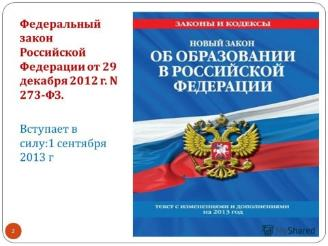 Федеральный
закон
Российской
Федерации от 29
декабря 2012 г. N
273-ФЗ.
Вступает в
силу:1 сентября
2013 г
2
ЗАКОНЫ И КОДЕКСЫ
НОВЫЙ ЗАКОН
ОБ ОБРАЗОВАНИИ
В РОССИЙСКОЙ
ФЕДЕРАЦИИ
ТЕКСТ С ИЗМЕНЕНИЯМИ И ДОПОЛНЕНИЯМИ
НА 2013 ГОД
MyShared